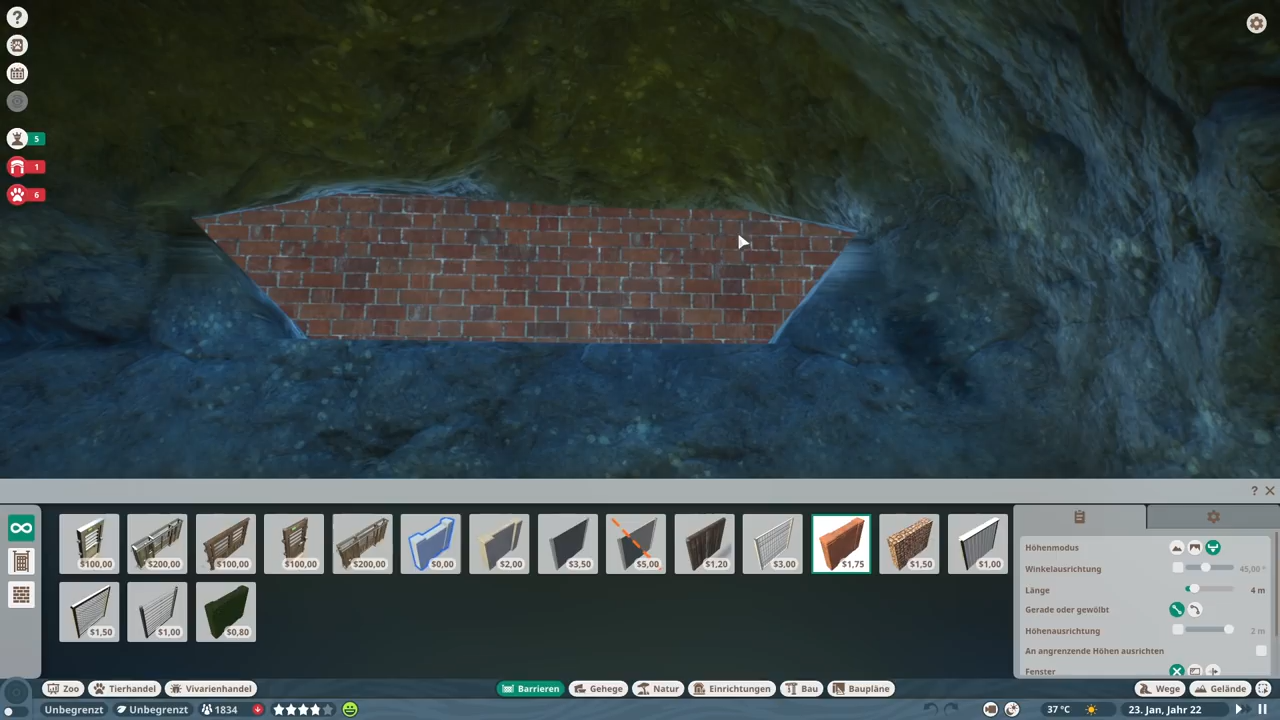 ?
5
1
6
? ×
$100,00 $200,00 $100,00 $100,00 $200,00 $0,00 $2,00 $3,50 $5,00 $1,20 $3,00 $1,75 $1,50 $1,00
$1,50 $1,00 $0,80
Höhenmodus
Winkelausrichtung 45,00 °
Länge 4 m
Gerade oder gewölbt
Höhenausrichtung 2 m
An angrenzende Höhen ausrichten
Fenster
Zoo Tierhandel Vivarienhandel Barrieren Gehege Natur Einrichtungen Bau Baupläne Wege Gelände
Unbegrenzt Unbegrenzt 1834 37 °C 23. Jan, Jahr 22